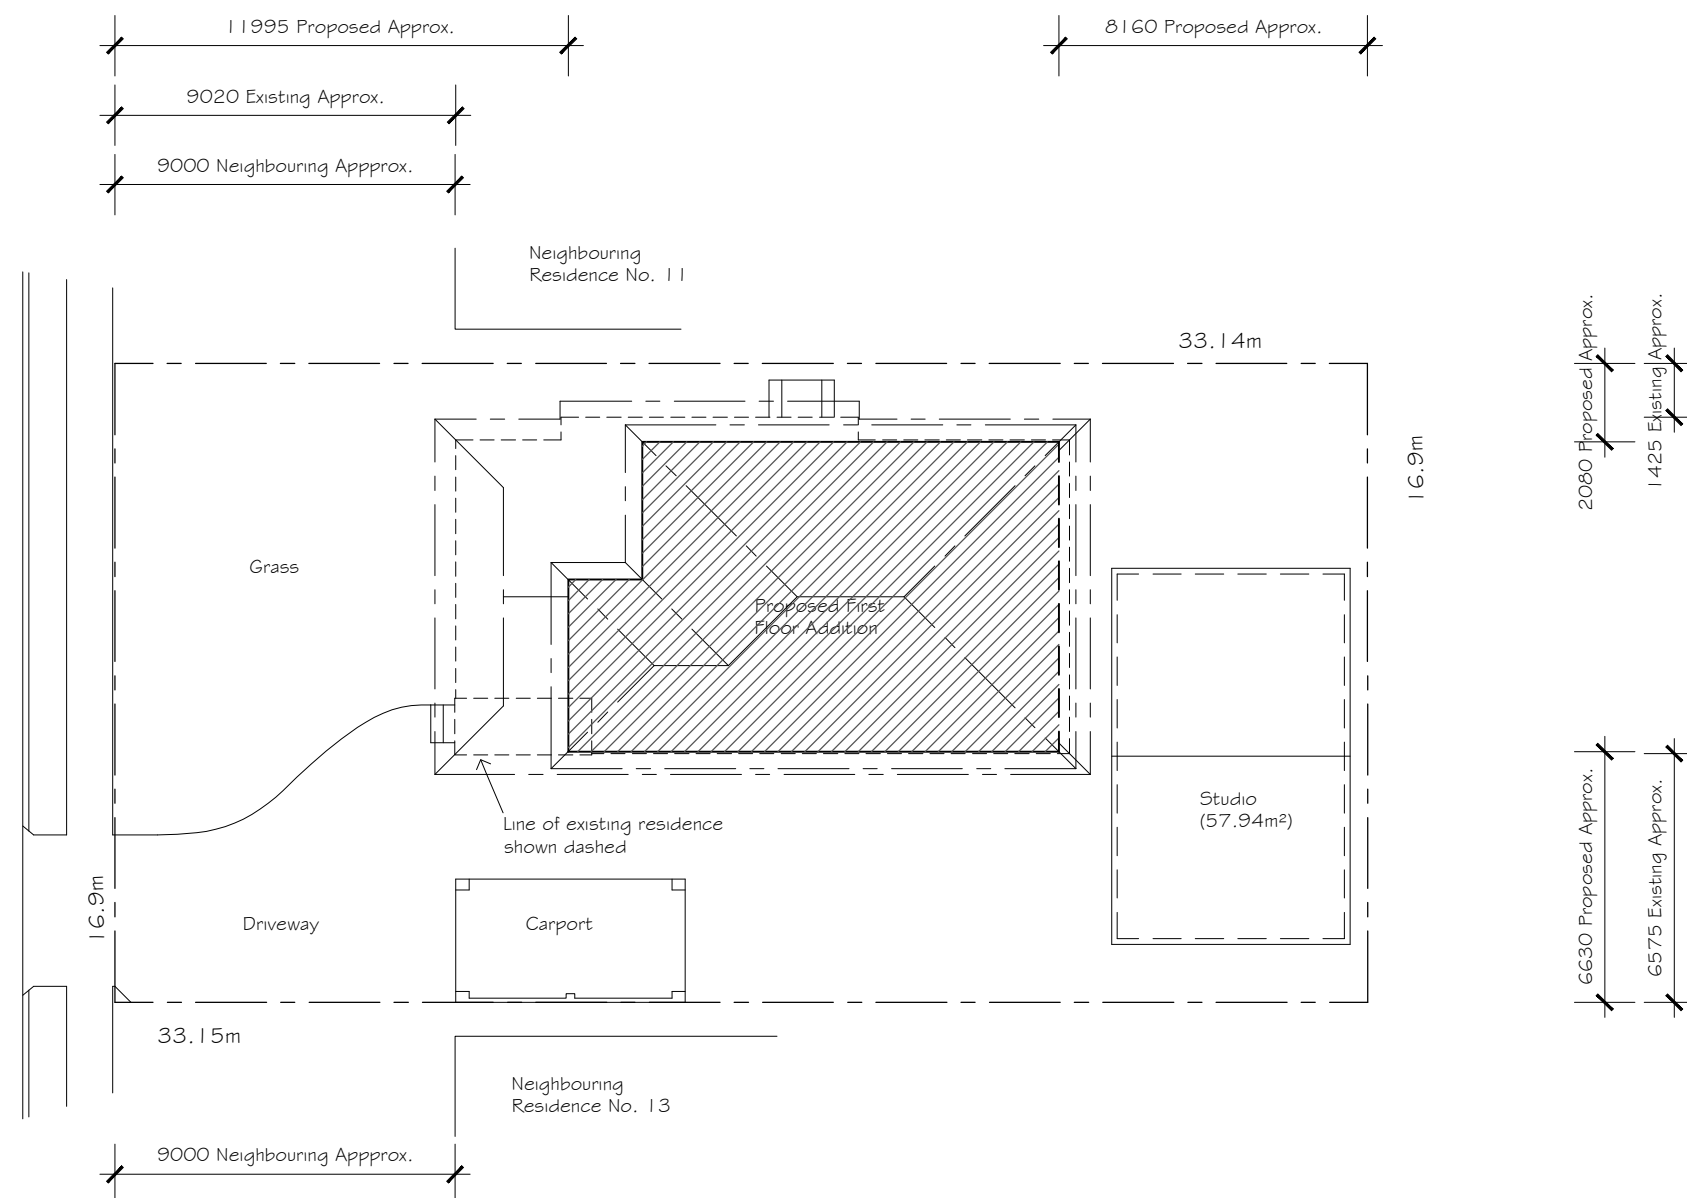 11995 Proposed Approx.
8160 Proposed Approx.
9020 Existing Approx.
9000 Neighbouring Appprox.
Neighbouring
Residence No. 11
33.14m
2080 Proposed Approx.
1425 Existing Approx.
16.9m
Grass
Proposed First
Floor Addition
Line of existing residence
shown dashed
Studio
(57.94m²)
6630 Proposed Approx.
6575 Existing Approx.
16.9m
Driveway
Carport
33.15m
Neighbouring
Residence No. 13
9000 Neighbouring Appprox.